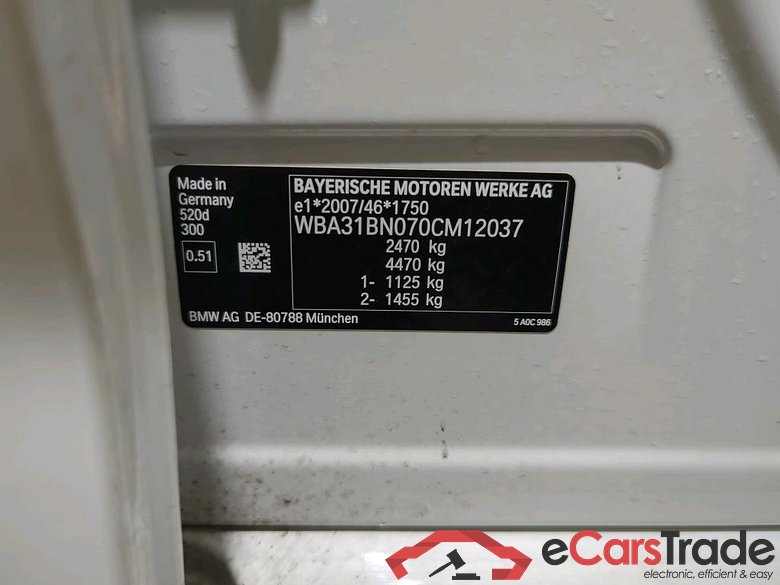 Made in
Germany
520d
300
0.51
BAYERISCHE MOTOREN WERKE AG
e1*2007/46*1750
WBA31BN070CM12037
2470 kg
4470 kg
1- 1125 kg
2- 1455 kg
BMW AG DE-80788 München
5 A0C 986
eCarsTrade
electronic, efficient & easy